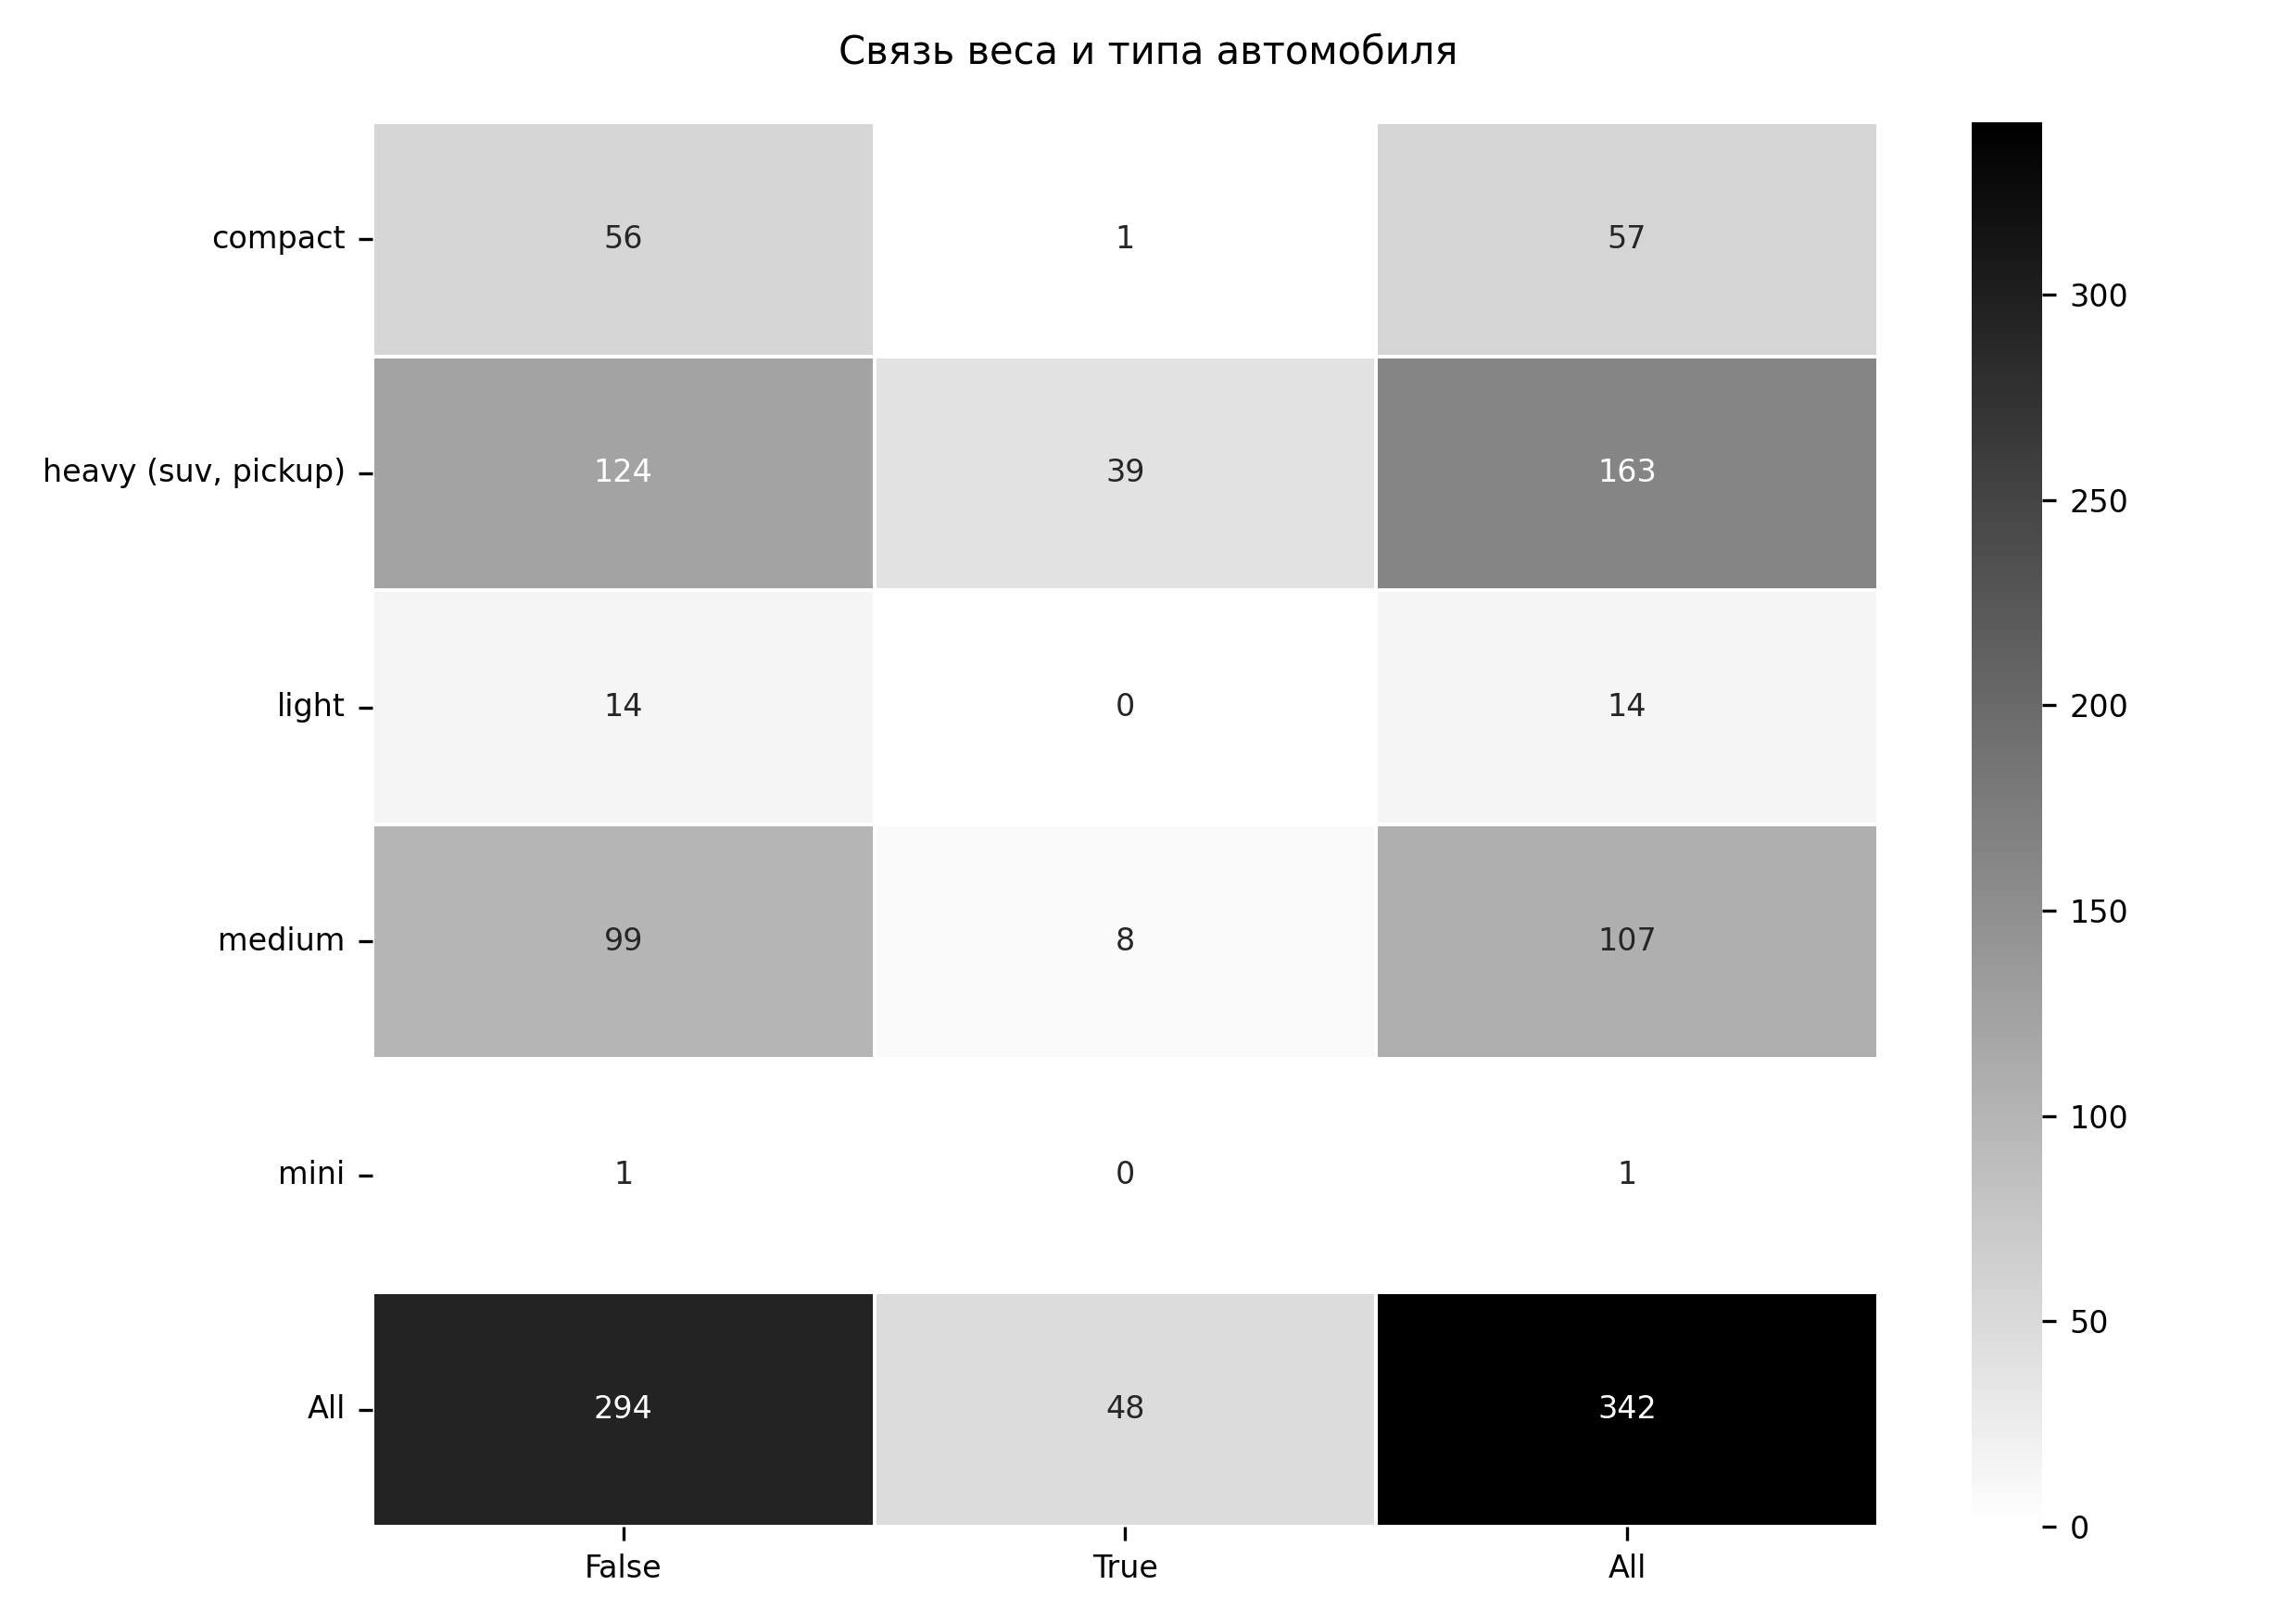 Связь веса и типа автомобиля
compact 56 1 57
300
heavy (suv, pickup) 124 39 163
250
light 14 0 14
200
150
medium 99 8 107
100
mini 1 0 1
50
All 294 48 342
0
False True All